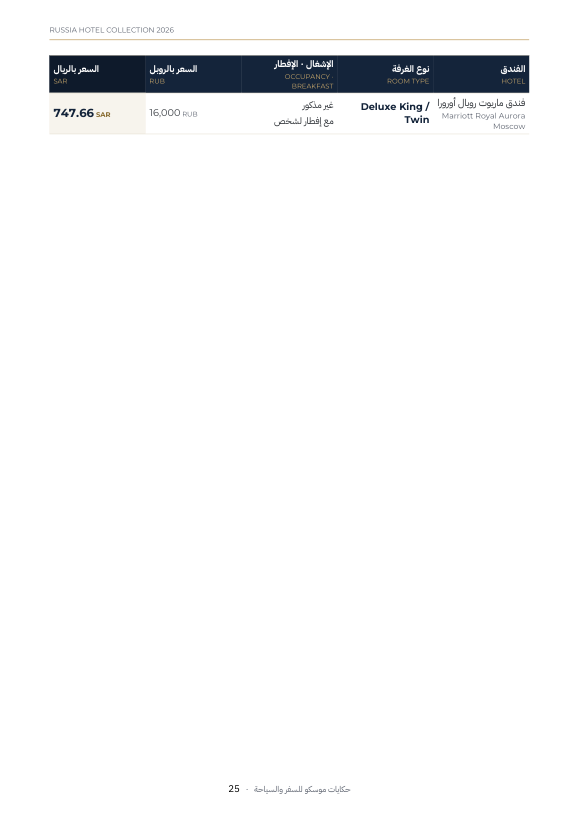 RUSSIA HOTEL COLLECTION 2026
الفندق
HOTEL
نوع الغرفة
ROOM TYPE
الإشغال · الإفطار
OCCUPANCY ·
BREAKFAST
السعر بالروبل
RUB
السعر بالريال
SAR
فندق ماريوت رويال أورورا
Marriott Royal Aurora
Moscow
Deluxe King /
Twin
غير مذكور
مع إفطار لشخص
16,000 RUB
747.66 SAR
حكايات موسكو للسفر والسياحة · 25